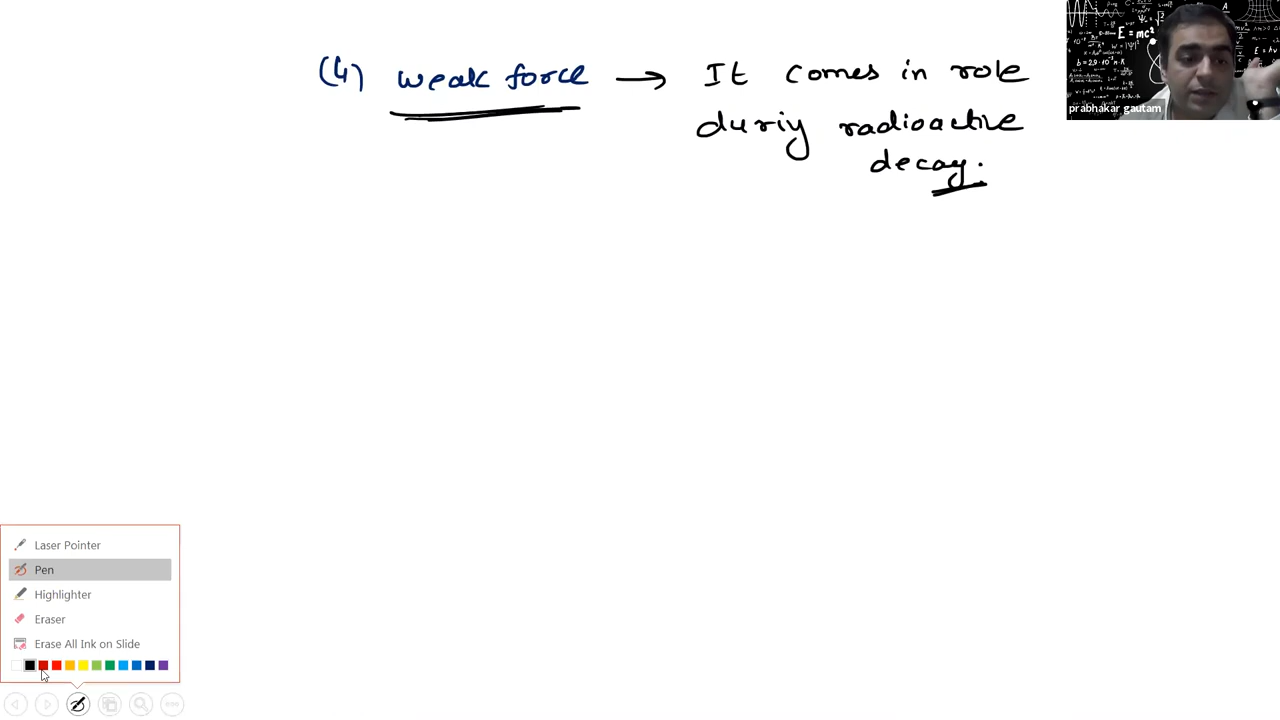 (4) weak force → It comes in role
during radioactive
decay.
prabhakar gautam
E = mc²
Laser Pointer
Pen
Highlighter
Eraser
Erase All Ink on Slide